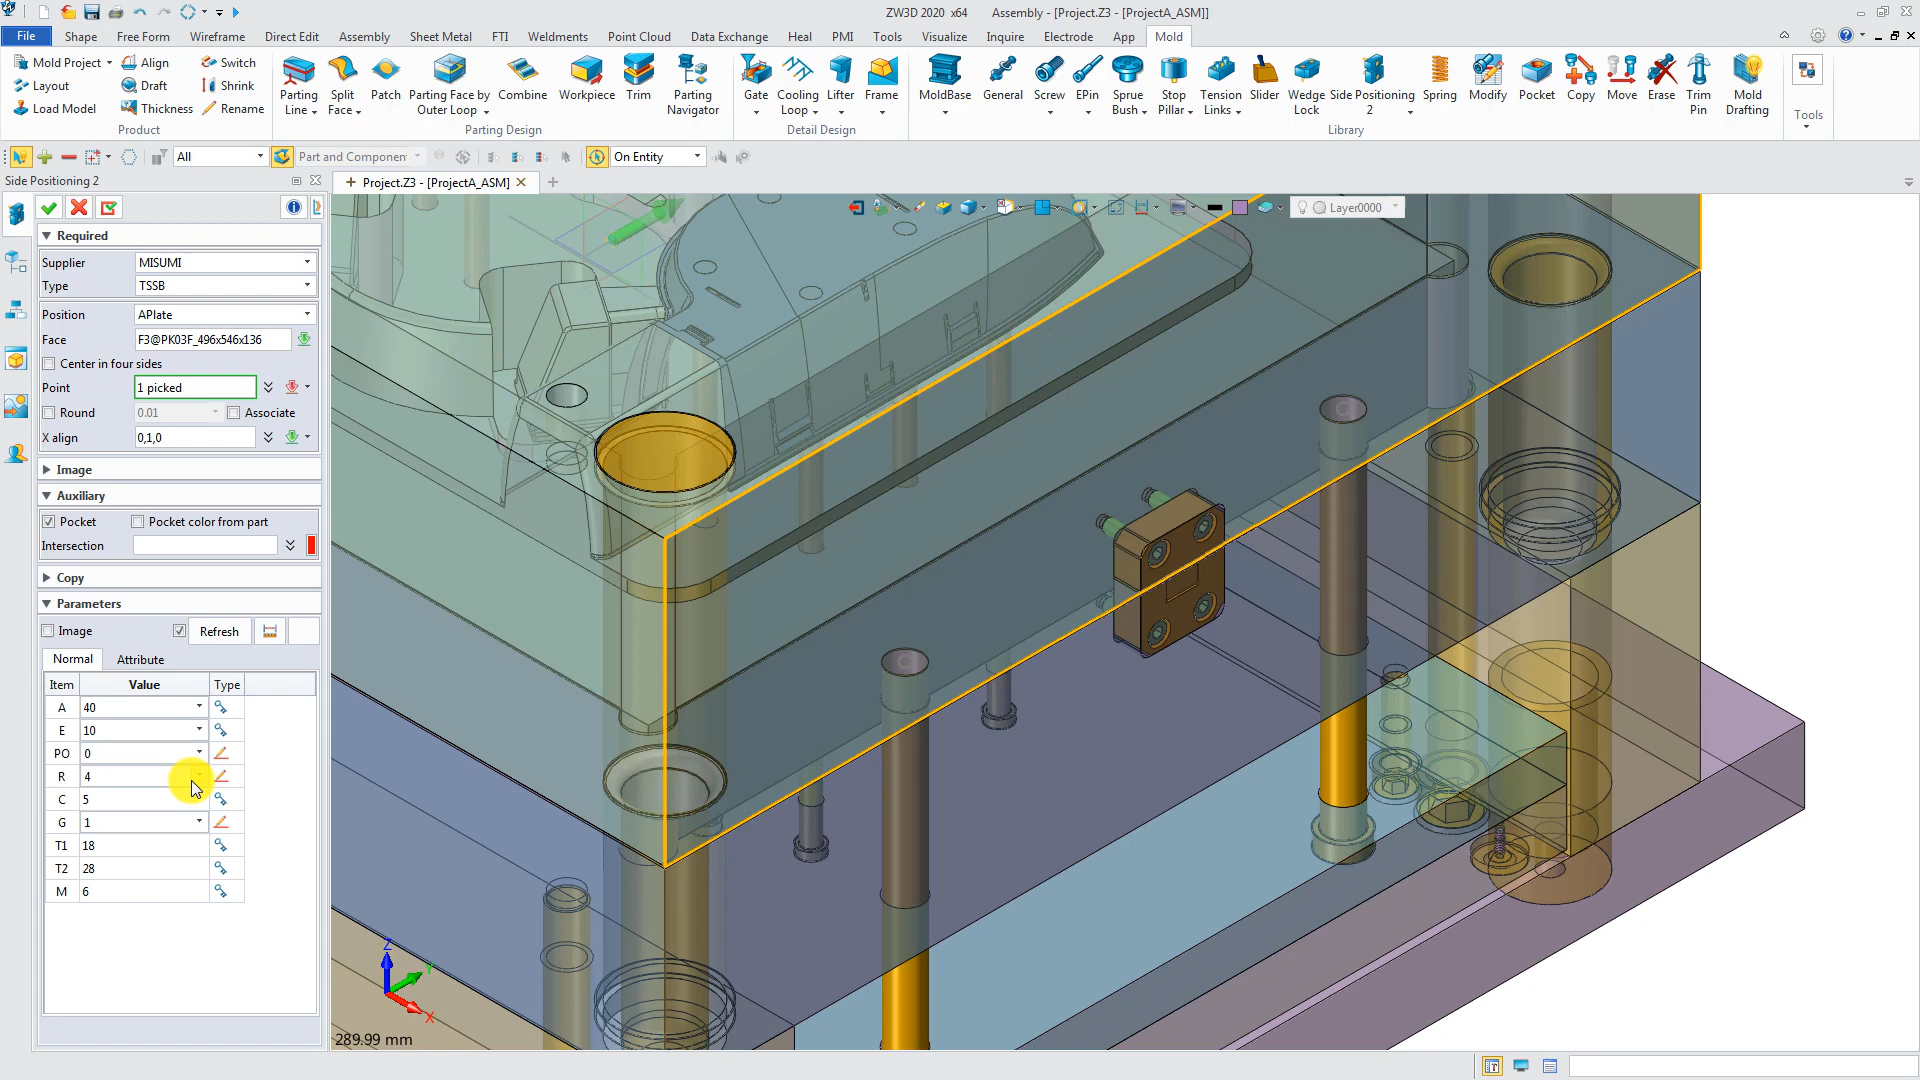 ZW3D 2020 x64 Assembly - [Project.Z3 - [ProjectA_ASM]]
File Shape Free Form Wireframe Direct Edit Assembly Sheet Metal FTI Weldments Point Cloud Data Exchange Heal PMI Tools Visualize Inquire Electrode App Mold
Mold Project Align Switch
Layout Draft Shrink
Load Model Thickness Rename
Product
Parting Line Split Face Patch Parting Face by Outer Loop Combine Workpiece Trim Parting Navigator
Parting Design
Gate Cooling Loop Lifter Frame
Detail Design
MoldBase General Screw EPin Sprue Bush Stop Pillar Tension Links Slider Wedge Lock Side Positioning 2 Spring Modify Pocket Copy Move Erase Trim Pin Mold Drafting
Library
Tools
All Part and Component On Entity
Side Positioning 2
Project.Z3 - [ProjectA_ASM]
Layer0000
Required
Supplier MISUMI
Type TSSB
Position APlate
Face F3@PK03F_496x546x136
Center in four sides
Point 1 picked
Round 0.01 Associate
X align 0,1,0
Image
Auxiliary
Pocket Pocket color from part
Intersection
Copy
Parameters
Image Refresh
Normal Attribute
Item Value Type
A 40
E 10
PO 0
R 4
C 5
G 1
T1 18
T2 28
M 6
Z
Y
X
289.99 mm